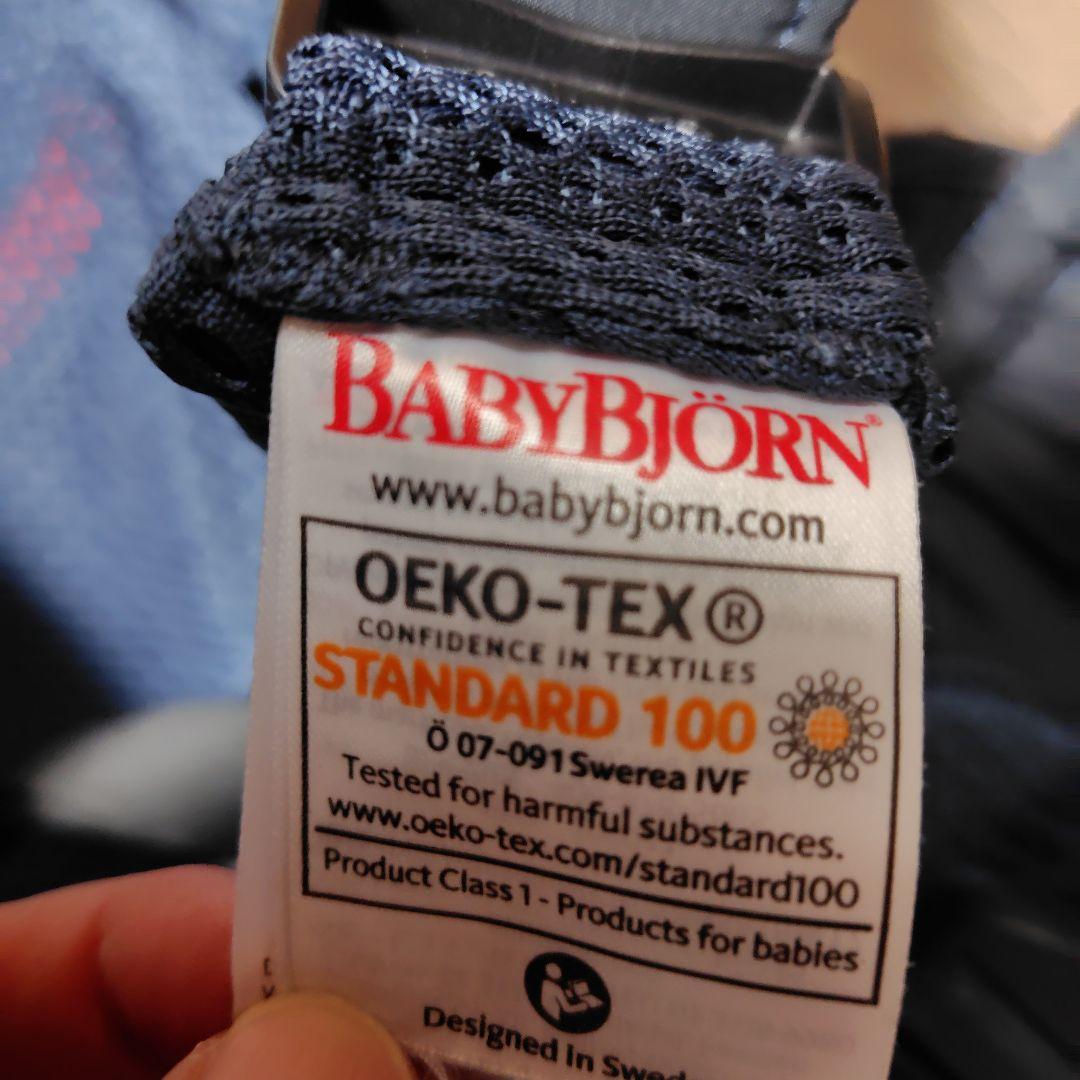 BABYBJÖRN®
www.babybjorn.com
OEKO-TEX®
CONFIDENCE IN TEXTILES
STANDARD 100
Ö 07-091 Swerea IVF
Tested for harmful substances.
www.oeko-tex.com/standard100
Product Class 1 - Products for babies
Designed in